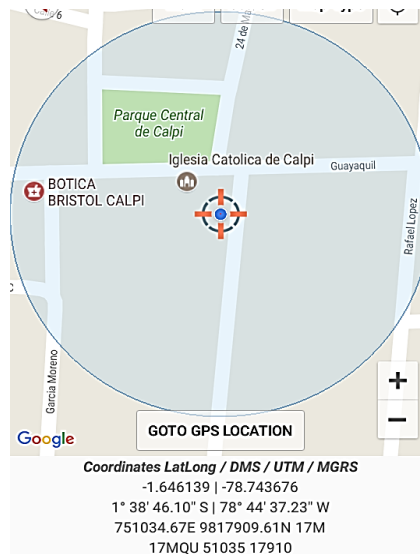 6
24 de Ma
Parque Central
de Calpi
Iglesia Catolica de Calpi
Guayaquil
BOTICA
BRISTOL CALPI
Rafael Lopez
Garcia Moreno
Google
GOTO GPS LOCATION
+
−
Coordinates LatLong / DMS / UTM / MGRS
-1.646139 | -78.743676
1° 38' 46.10" S | 78° 44' 37.23" W
751034.67E 9817909.61N 17M
17MQU 51035 17910